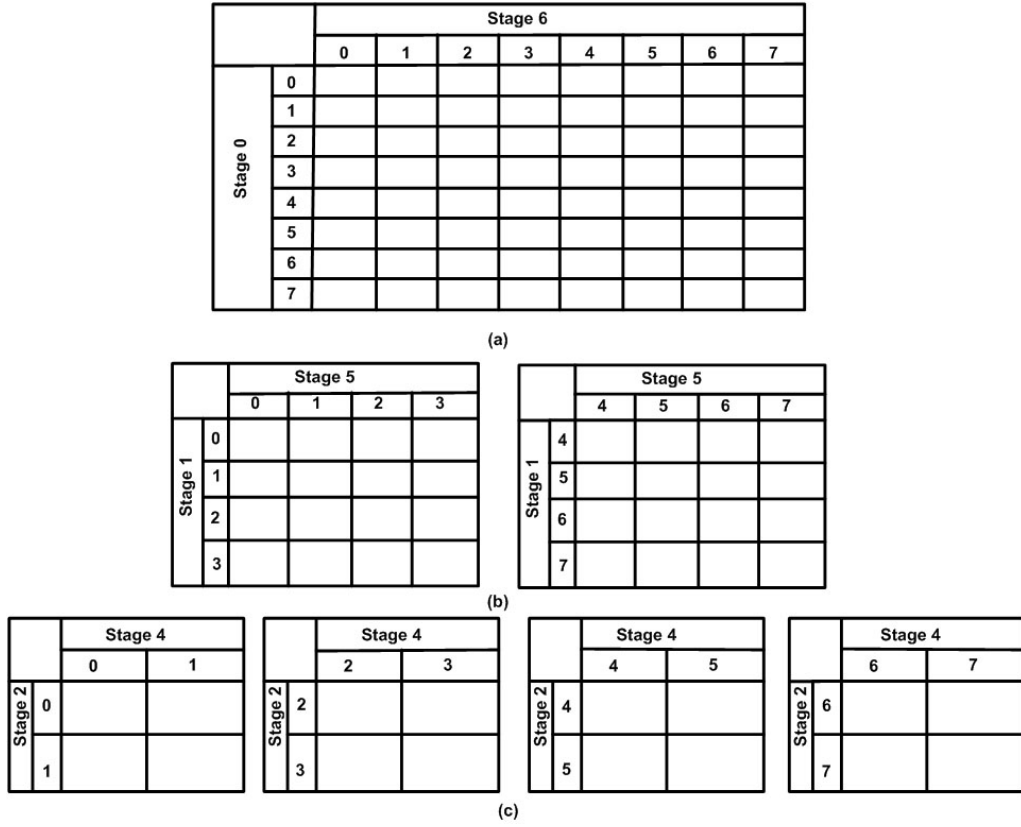 Stage 6
0 1 2 3 4 5 6 7
Stage 0
0
1
2
3
4
5
6
7
(a)
Stage 5
0 1 2 3
Stage 1
0
1
2
3
Stage 5
4 5 6 7
Stage 1
4
5
6
7
(b)
Stage 4
0 1
Stage 2
0
1
Stage 4
2 3
Stage 2
2
3
Stage 4
4 5
Stage 2
4
5
Stage 4
6 7
Stage 2
6
7
(c)